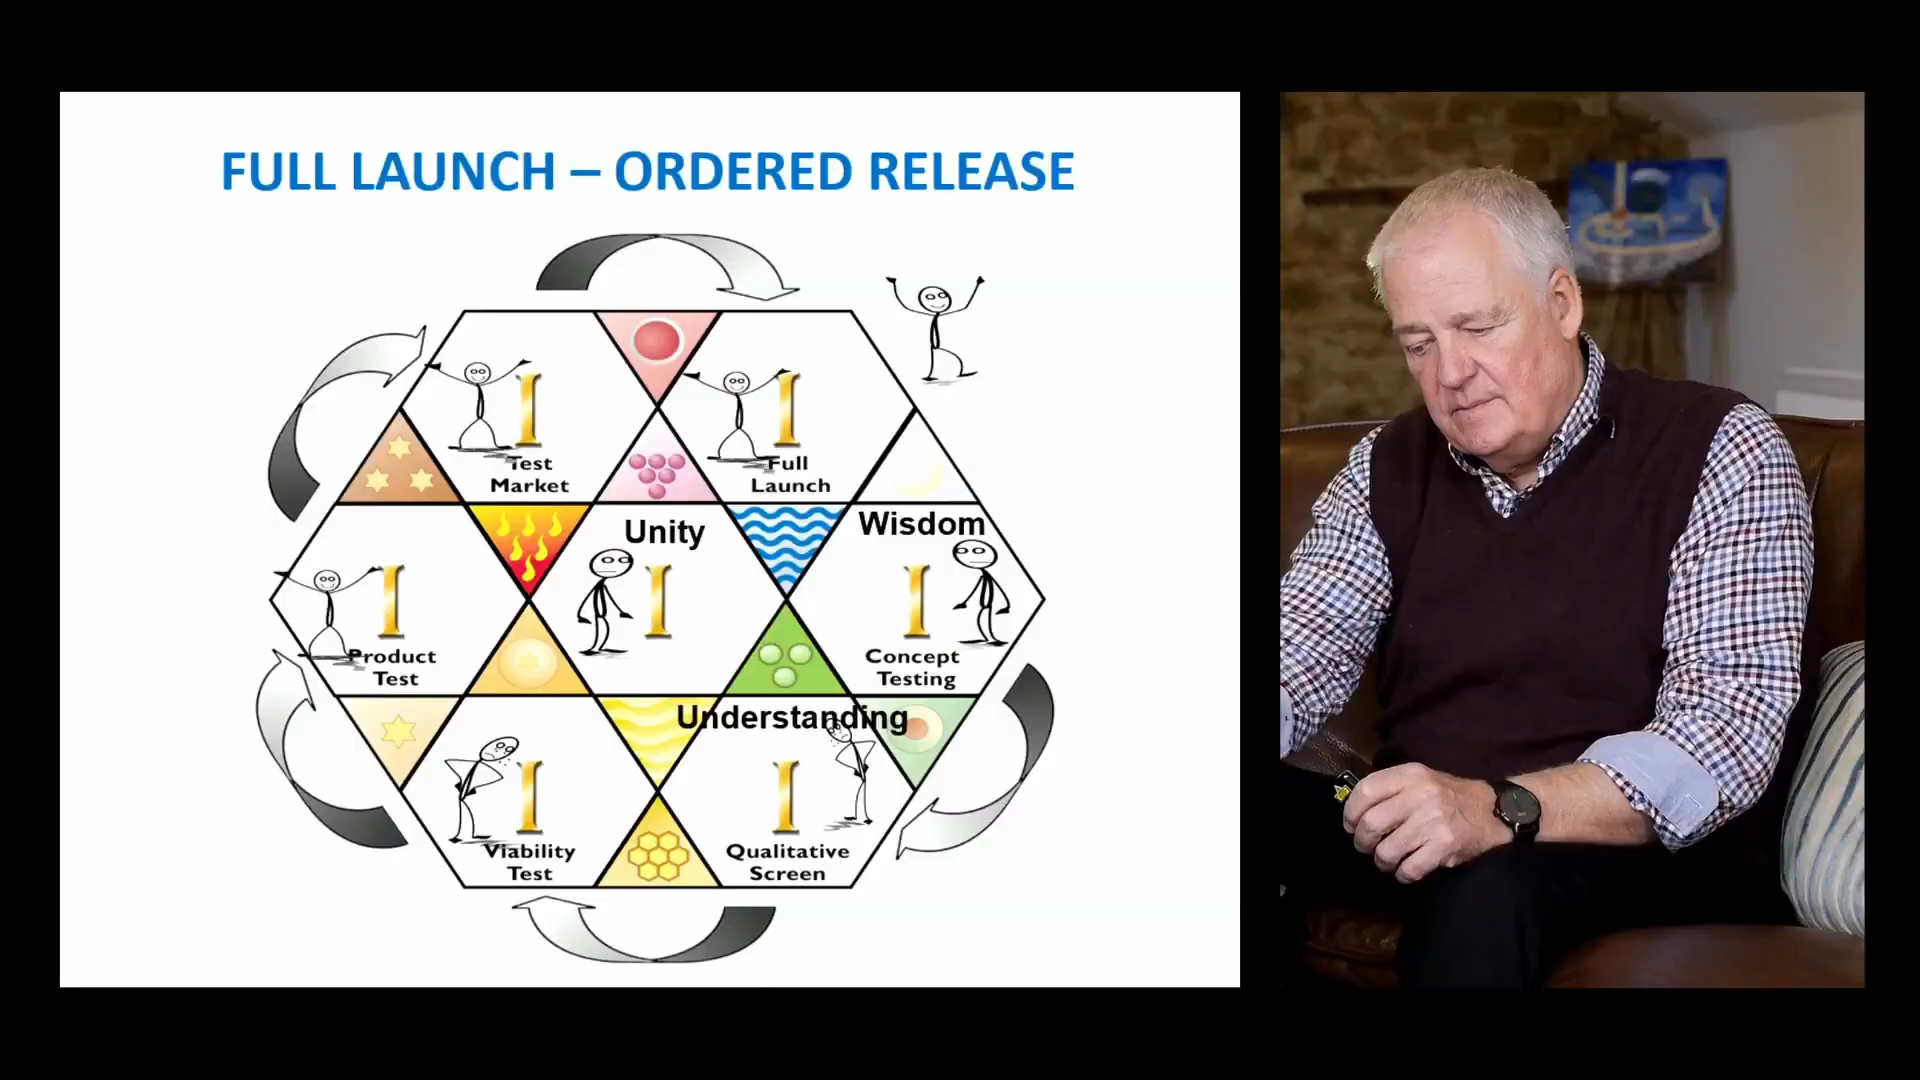 FULL LAUNCH – ORDERED RELEASE
I
Test
Market
I
Full
Launch
Unity
Wisdom
I
Product
Test
I
I
Concept
Testing
Understanding
I
Viability
Test
I
Qualitative
Screen